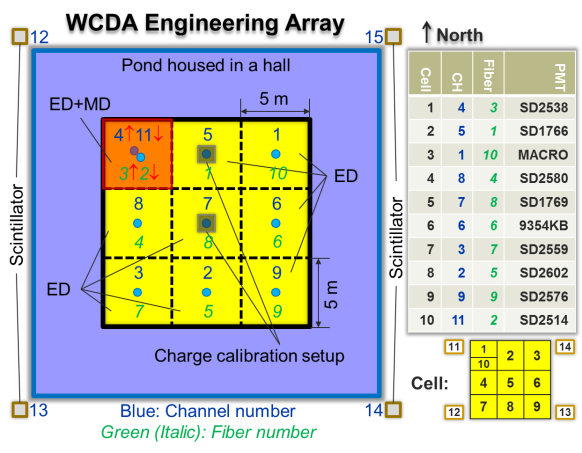 WCDA Engineering Array
12
15
↑ North
Pond housed in a hall
ED+MD
5 m
4↑11↓
5
1
3↑2↓
1
10
ED
8
7
6
4
8
6
3
2
9
ED
7
5
9
5 m
Scintillator
Scintillator
Charge calibration setup
13
14
Blue: Channel number
Green (Italic): Fiber number
Cell CH Fiber PMT
1 4 3 SD2538
2 5 1 SD1766
3 1 10 MACRO
4 8 4 SD2580
5 7 8 SD1769
6 6 6 9354KB
7 3 7 SD2559
8 2 5 SD2602
9 9 9 SD2576
10 11 2 SD2514
11
14
1
10
2
3
Cell:
4
5
6
7
8
9
12
13